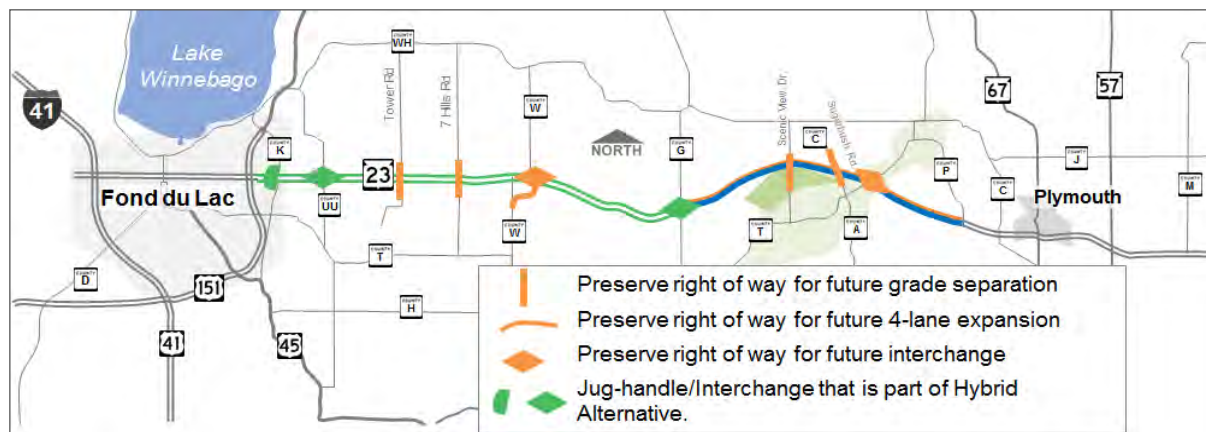 Lake
Winnebago
41
Fond du Lac
COUNTY
K
COUNTY
UU
23
Tower Rd
COUNTY
WH
7 Hills Rd
COUNTY
W
COUNTY
W
NORTH
COUNTY
G
Scenic View Dr.
COUNTY
C
Sugarbush Rd
COUNTY
T
COUNTY
A
COUNTY
P
COUNTY
C
67
57
COUNTY
J
COUNTY
M
Plymouth
COUNTY
D
151
COUNTY
T
COUNTY
H
41
45
Preserve right of way for future grade separation
Preserve right of way for future 4-lane expansion
Preserve right of way for future interchange
Jug-handle/Interchange that is part of Hybrid
Alternative.